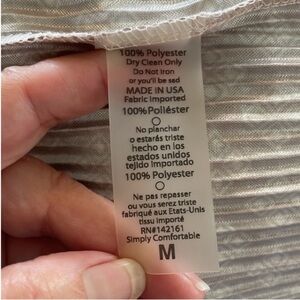 100% Polyester
Dry Clean Only
Do Not Iron
or you'll be sad
MADE IN USA
Fabric Imported
100% Poliéster
No planchar
o estarás triste
hecho en los
estados unidos
tejido importado
100% Polyester
Ne pas repasser
ou vous serez triste
fabriqué aux Etats-Unis
tissu importé
RN#142161
Simply Comfortable
M